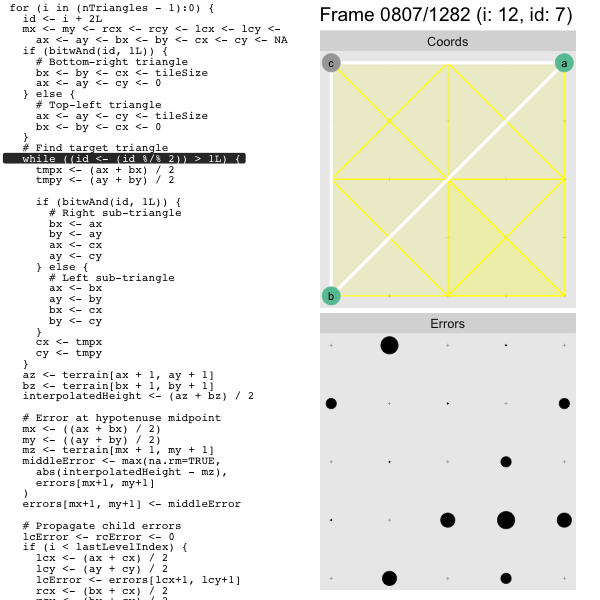 for (i in (nTriangles - 1):0) {
  id <- i + 2L
  mx <- my <- rcx <- rcy <- lcx <- lcy <-
    ax <- ay <- bx <- by <- cx <- cy <- NA
  if (bitwAnd(id, 1L)) {
    # Bottom-right triangle
    bx <- by <- cx <- tileSize
    ax <- ay <- cy <- 0
  } else {
    # Top-left triangle
    ax <- ay <- cy <- tileSize
    bx <- by <- cx <- 0
  }
  # Find target triangle
  while ((id <- (id %/% 2)) > 1L) {
    tmpx <- (ax + bx) / 2
    tmpy <- (ay + by) / 2
    if (bitwAnd(id, 1L)) {
      # Right sub-triangle
      bx <- ax
      by <- ay
      ax <- cx
      ay <- cy
    } else {
      # Left sub-triangle
      ax <- bx
      ay <- by
      bx <- cx
      by <- cy
    }
    cx <- tmpx
    cy <- tmpy
  }
  az <- terrain[ax + 1, ay + 1]
  bz <- terrain[bx + 1, by + 1]
  interpolatedHeight <- (az + bz) / 2
  # Error at hypotenuse midpoint
  mx <- ((ax + bx) / 2)
  my <- ((ay + by) / 2)
  mz <- terrain[mx + 1, my + 1]
  middleError <- max(na.rm=TRUE,
    abs(interpolatedHeight - mz),
    errors[mx+1, my+1]
  )
  errors[mx+1, my+1] <- middleError
  # Propagate child errors
  lcError <- rcError <- 0
  if (i < lastLevelIndex) {
    lcx <- (ax + cx) / 2
    lcy <- (ay + cy) / 2
    lcError <- errors[lcx+1, lcy+1]
    rcx <- (bx + cx) / 2
Frame 0807/1282 (i: 12, id: 7)
Coords
c
a
b
Errors